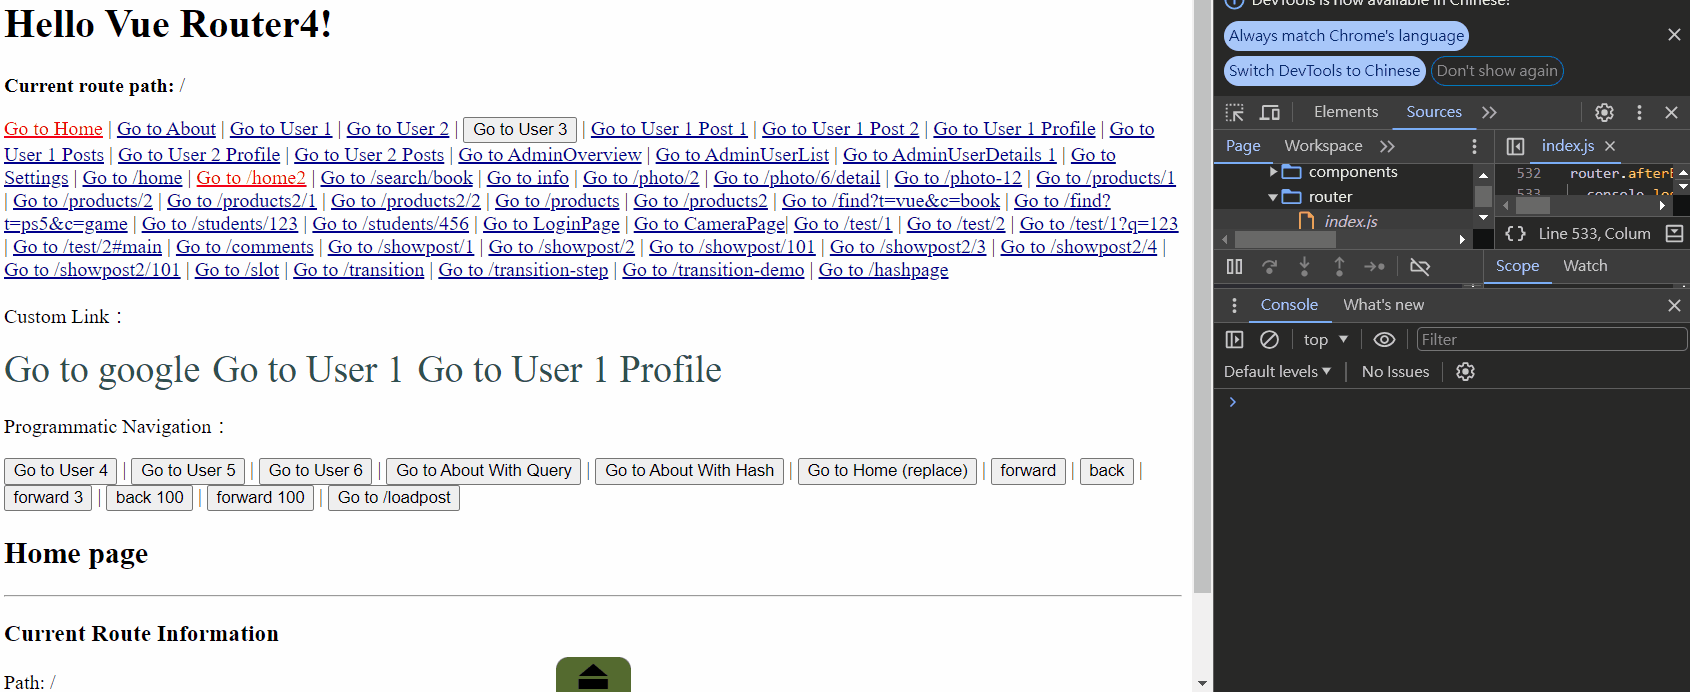 Hello Vue Router4!
Current route path: /
Go to Home | Go to About | Go to User 1 | Go to User 2 | Go to User 3 | Go to User 1 Post 1 | Go to User 1 Post 2 | Go to User 1 Profile | Go to
User 1 Posts | Go to User 2 Profile | Go to User 2 Posts | Go to AdminOverview | Go to AdminUserList | Go to AdminUserDetails 1 | Go to
Settings | Go to /home | Go to /home2 | Go to /search/book | Go to info | Go to /photo/2 | Go to /photo/6/detail | Go to /photo-12 | Go to /products/1
| Go to /products/2 | Go to /products2/1 | Go to /products2/2 | Go to /products | Go to /products2 | Go to /find?t=vue&c=book | Go to /find?
t=ps5&c=game | Go to /students/123 | Go to /students/456 | Go to LoginPage | Go to CameraPage| Go to /test/1 | Go to /test/2 | Go to /test/1?q=123
| Go to /test/2#main | Go to /comments | Go to /showpost/1 | Go to /showpost/2 | Go to /showpost/101 | Go to /showpost2/3 | Go to /showpost2/4 |
Go to /showpost2/101 | Go to /slot | Go to /transition | Go to /transition-step | Go to /transition-demo | Go to /hashpage
Custom Link：
Go to google Go to User 1 Go to User 1 Profile
Programmatic Navigation：
Go to User 4 | Go to User 5 | Go to User 6 | Go to About With Query | Go to About With Hash | Go to Home (replace) | forward | back |
forward 3 | back 100 | forward 100 | Go to /loadpost
Home page
Current Route Information
Path: /
DevTools is now available in Chinese!
Always match Chrome's language
Switch DevTools to Chinese Don't show again
Elements Sources
Page Workspace
index.js
components
router
index.js
532 router.afterE
533 console.lo
{} Line 533, Colum
Scope Watch
Console What's new
top Filter
Default levels No Issues